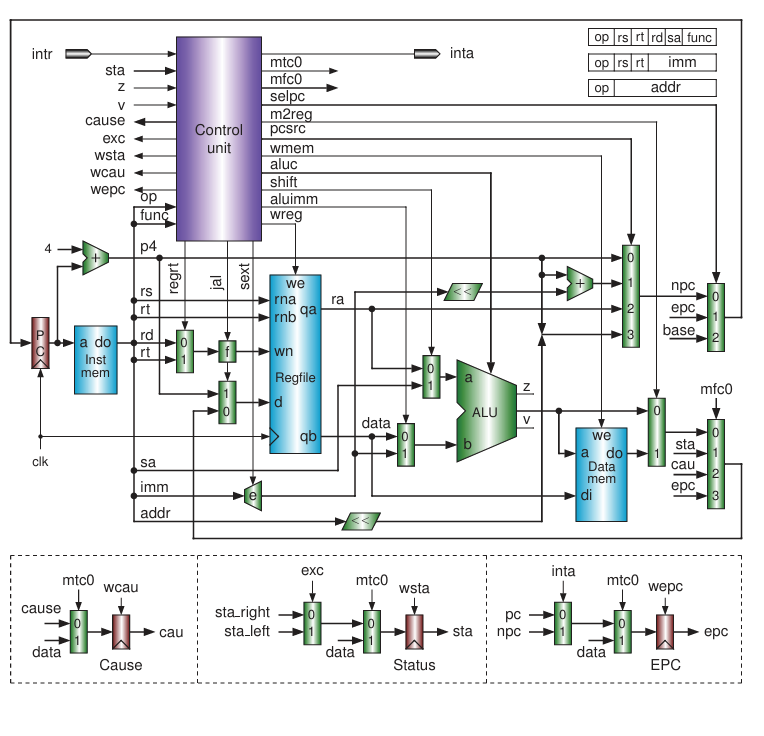 intr
inta
sta
z
v
cause
exc
wsta
wcau
wepc
op
func
Control
unit
mtc0
mfc0
selpc
m2reg
pcsrc
wmem
aluc
shift
aluimm
wreg
op rs rt rd sa func
op rs rt imm
op addr
4
+
p4
regrt
jal
sext
<<
+
0
1
2
3
npc
epc
base
0
1
2
P
C
a do
Inst
mem
rs
rt
rd
rt
0
1
f
1
0
we
rna
rnb
qa
wn
Regfile
d
qb
ra
clk
sa
imm
addr
e
<<
data
0
1
0
1
a
ALU
b
z
v
we
a do
Data
mem
di
0
1
mfc0
sta
cau
epc
0
1
2
3
mtc0
wcau
cause
data
0
1
cau
Cause
exc
sta_right
sta_left
0
1
mtc0
wsta
data
0
1
sta
Status
inta
pc
npc
0
1
mtc0
wepc
data
0
1
epc
EPC